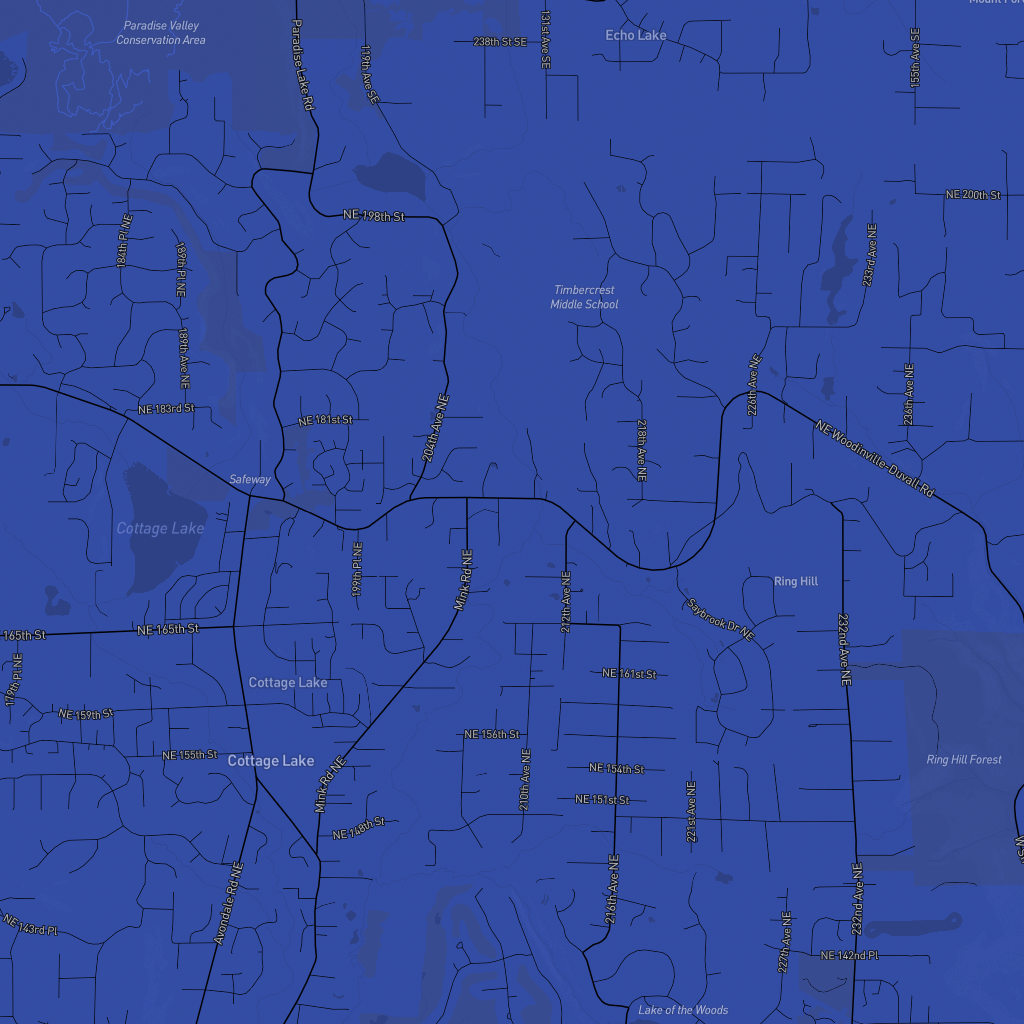 Paradise Valley
Conservation Area
Paradise Lake Rd
119th Ave SE
238th St SE
131st Ave SE
Echo Lake
155th Ave SE
NE 200th St
NE 198th St
184th Pl NE
189th Pl NE
233rd Ave NE
Timbercrest
Middle School
189th Ave NE
226th Ave NE
236th Ave NE
NE 183rd St
NE 181st St
204th Ave NE
218th Ave NE
NE Woodinville-Duvall Rd
Safeway
Cottage Lake
199th Pl NE
Mink Rd NE
212th Ave NE
Ring Hill
Saybrook Dr NE
165th St
NE 165th St
232nd Ave NE
179th Pl NE
Cottage Lake
NE 161st St
NE 159th St
NE 156th St
NE 155th St
Cottage Lake
Mink Rd NE
210th Ave NE
NE 154th St
NE 151st St
221st Ave NE
Ring Hill Forest
NE 148th St
Avondale Rd NE
216th Ave NE
232nd Ave NE
227th Ave NE
NE 143rd Pl
NE 142nd Pl
Lake of the Woods